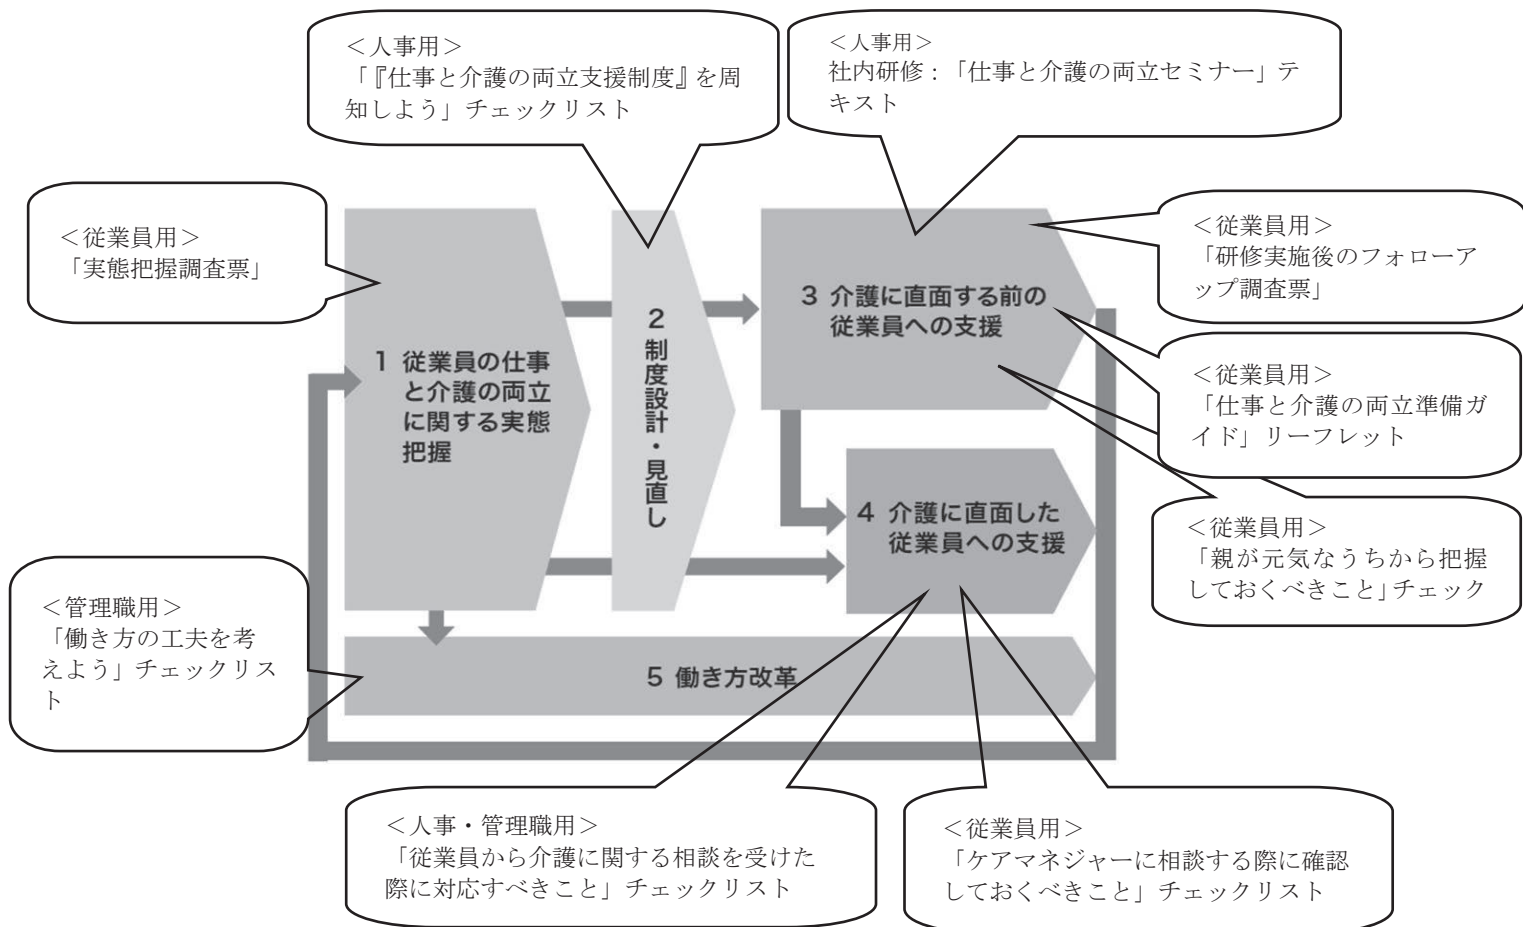 ＜人事用＞
「『仕事と介護の両立支援制度』を周
知しよう」チェックリスト
＜人事用＞
社内研修：「仕事と介護の両立セミナー」テ
キスト
＜従業員用＞
「実態把握調査票」
＜従業員用＞
「研修実施後のフォローア
ップ調査票」
1 従業員の仕事
と介護の両立
に関する実態
把握
2 制度設計・見直し
3 介護に直面する前の
従業員への支援
＜従業員用＞
「仕事と介護の両立準備ガ
イド」リーフレット
4 介護に直面した
従業員への支援
＜従業員用＞
「親が元気なうちから把握
しておくべきこと」チェック
＜管理職用＞
「働き方の工夫を考
えよう」チェックリス
ト
5 働き方改革
＜人事・管理職用＞
「従業員から介護に関する相談を受けた
際に対応すべきこと」チェックリスト
＜従業員用＞
「ケアマネジャーに相談する際に確認
しておくべきこと」チェックリスト